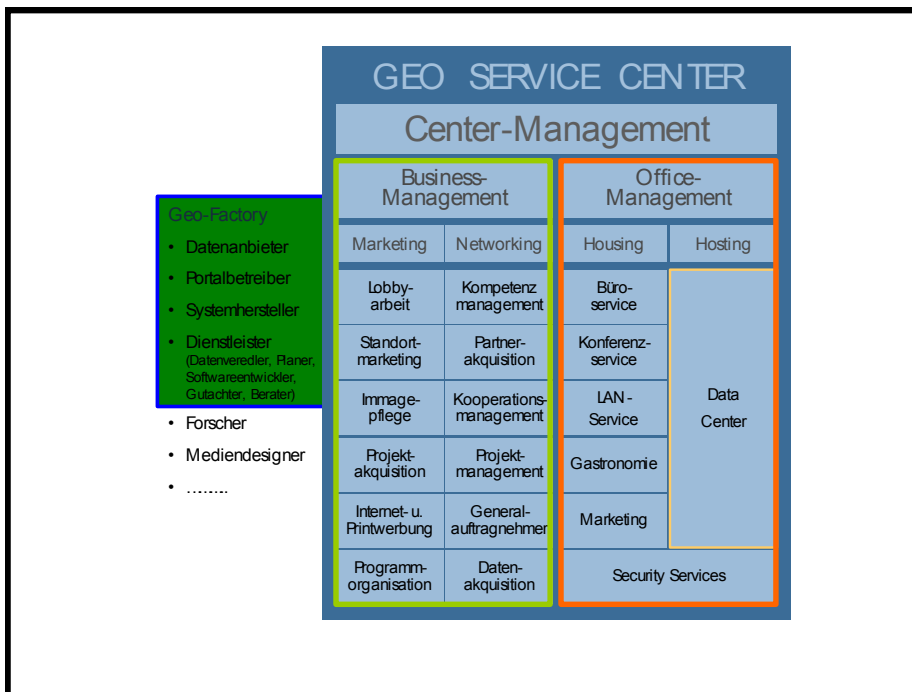 GEO SERVICE CENTER
Center-Management
Business-
Management
Office-
Management
Geo-Factory
• Datenanbieter
• Portalbetreiber
• Systemhersteller
• Dienstleister
(Datenveredler, Planer,
Softwareentwickler,
Gutachter, Berater)
• Forscher
• Mediendesigner
• ........
Marketing
Networking
Housing
Hosting
Lobby-
arbeit
Kompetenz
management
Büro-
service
Standort-
marketing
Partner-
akquisition
Konferenz-
service
Immage-
pflege
Kooperations-
management
LAN -
Service
Data
Center
Projekt-
akquisition
Projekt-
management
Gastronomie
Internet- u.
Printwerbung
General-
auftragnehmer
Marketing
Programm-
organisation
Daten-
akquisition
Security Services